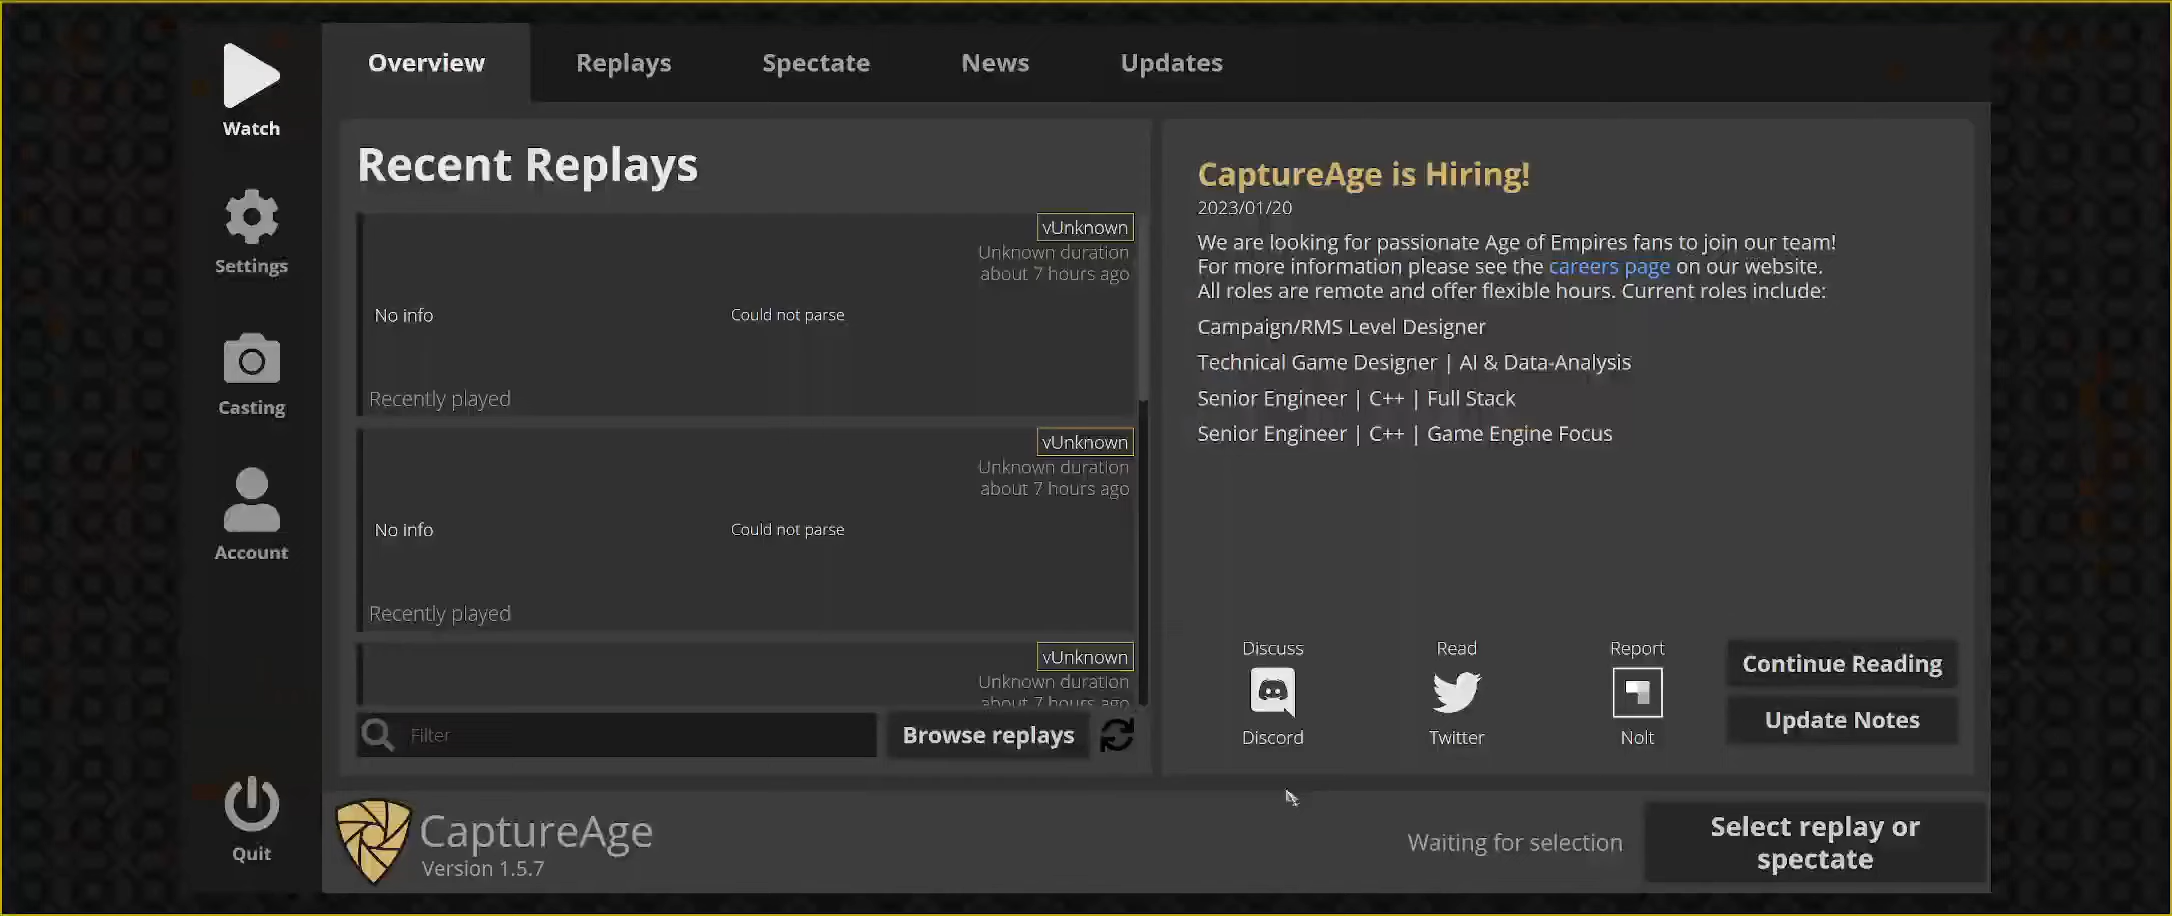 Watch
Settings
Casting
Account
Quit
Overview
Replays
Spectate
News
Updates
Recent Replays
vUnknown
Unknown duration
about 7 hours ago
No info
Could not parse
Recently played
vUnknown
Unknown duration
about 7 hours ago
No info
Could not parse
Recently played
vUnknown
Unknown duration
about 7 hours ago
Filter
Browse replays
CaptureAge is Hiring!
2023/01/20
We are looking for passionate Age of Empires fans to join our team!
For more information please see the careers page on our website.
All roles are remote and offer flexible hours. Current roles include:
Campaign/RMS Level Designer
Technical Game Designer | AI & Data-Analysis
Senior Engineer | C++ | Full Stack
Senior Engineer | C++ | Game Engine Focus
Discuss
Discord
Read
Twitter
Report
Nolt
Continue Reading
Update Notes
CaptureAge
Version 1.5.7
Waiting for selection
Select replay or
spectate